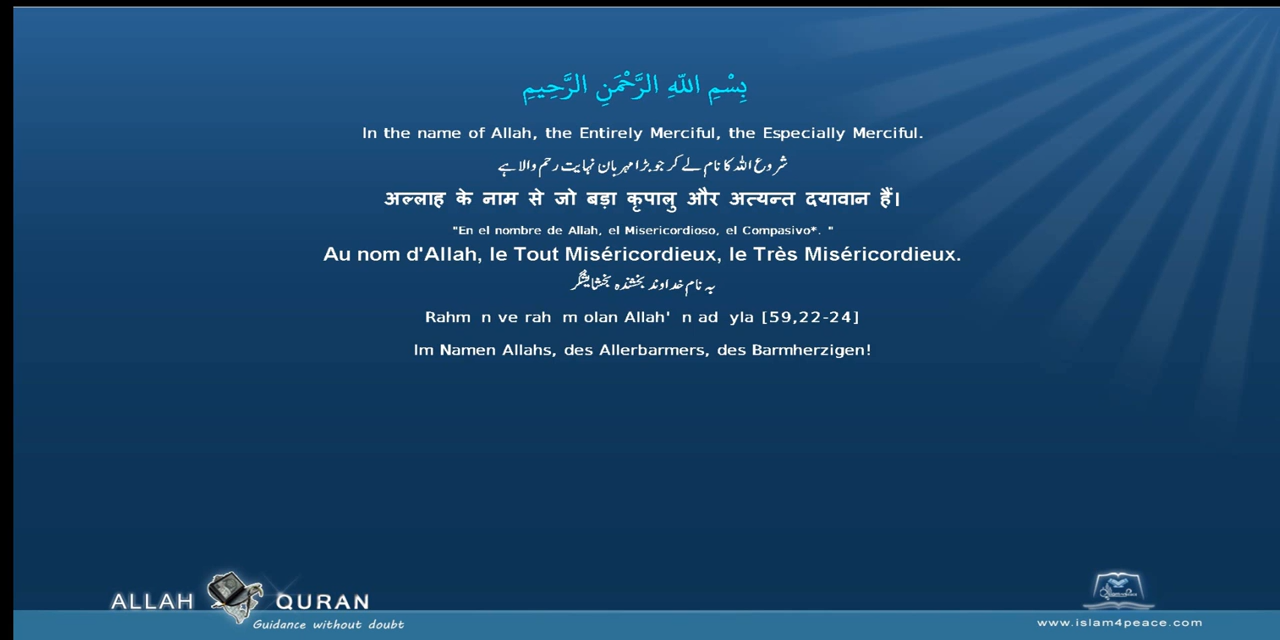 بِسْمِ اللَّهِ الرَّحْمَنِ الرَّحِيمِ
In the name of Allah, the Entirely Merciful, the Especially Merciful.
شروع اللہ کا نام لے کر جو بڑا مہربان نہایت رحم والا ہے
अल्लाह के नाम से जो बड़ा कृपालु और अत्यन्त दयावान हैं।
"En el nombre de Allah, el Misericordioso, el Compasivo*. "
Au nom d'Allah, le Tout Miséricordieux, le Très Miséricordieux.
به نام خداوند بخشنده بخشایشگر
Rahm n ve rah m olan Allah' n ad yla [59,22-24]
Im Namen Allahs, des Allerbarmers, des Barmherzigen!
ALLAH QURAN
Guidance without doubt
www.islam4peace.com